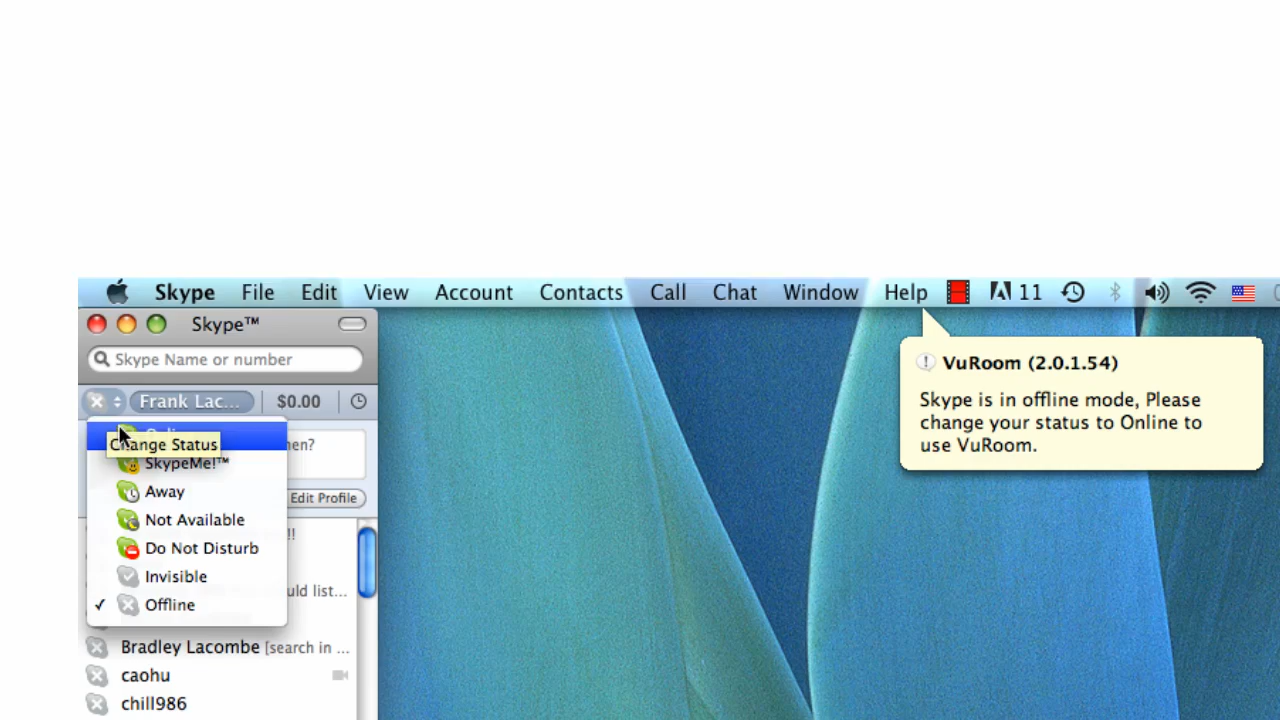 Skype File Edit View Account Contacts Call Chat Window Help 11
Skype™
Skype Name or number
Frank Lac... $0.00
VuRoom (2.0.1.54)
Skype is in offline mode, Please
change your status to Online to
use VuRoom.
Change Status
SkypeMe!™
Away
Edit Profile
Not Available
!!
Do Not Disturb
Invisible
list...
✓ Offline
Bradley Lacombe [search in ...
caohu
chill986